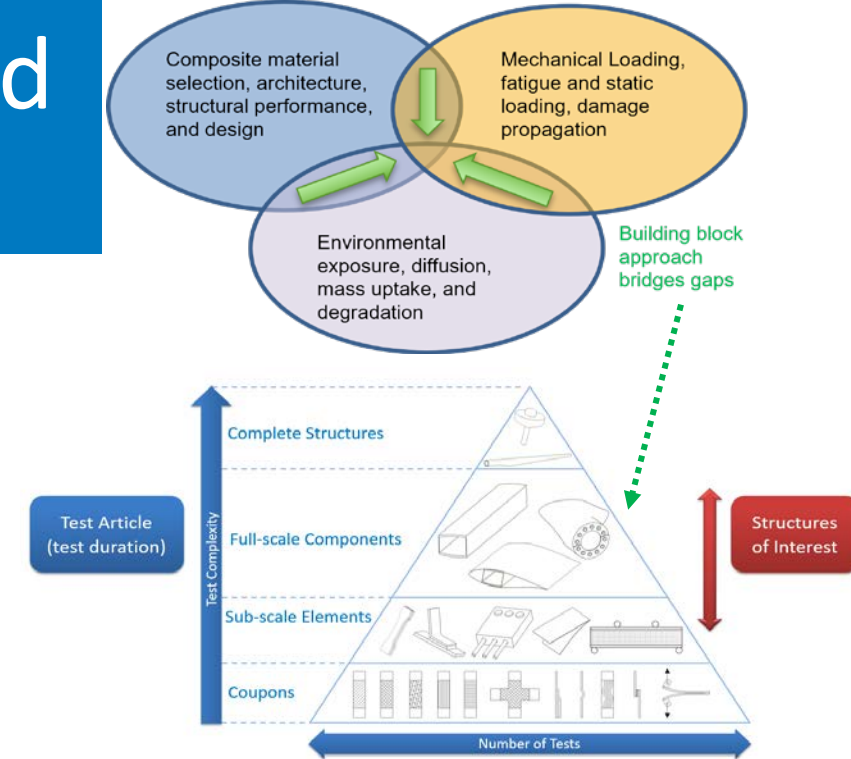 d
Composite material
selection, architecture,
structural performance,
and design
Mechanical Loading,
fatigue and static
loading, damage
propagation
Environmental
exposure, diffusion,
mass uptake, and
degradation
Building block
approach
bridges gaps
Complete Structures
Test Article
(test duration)
Test Complexity
Full-scale Components
Structures
of Interest
Sub-scale Elements
Coupons
Number of Tests